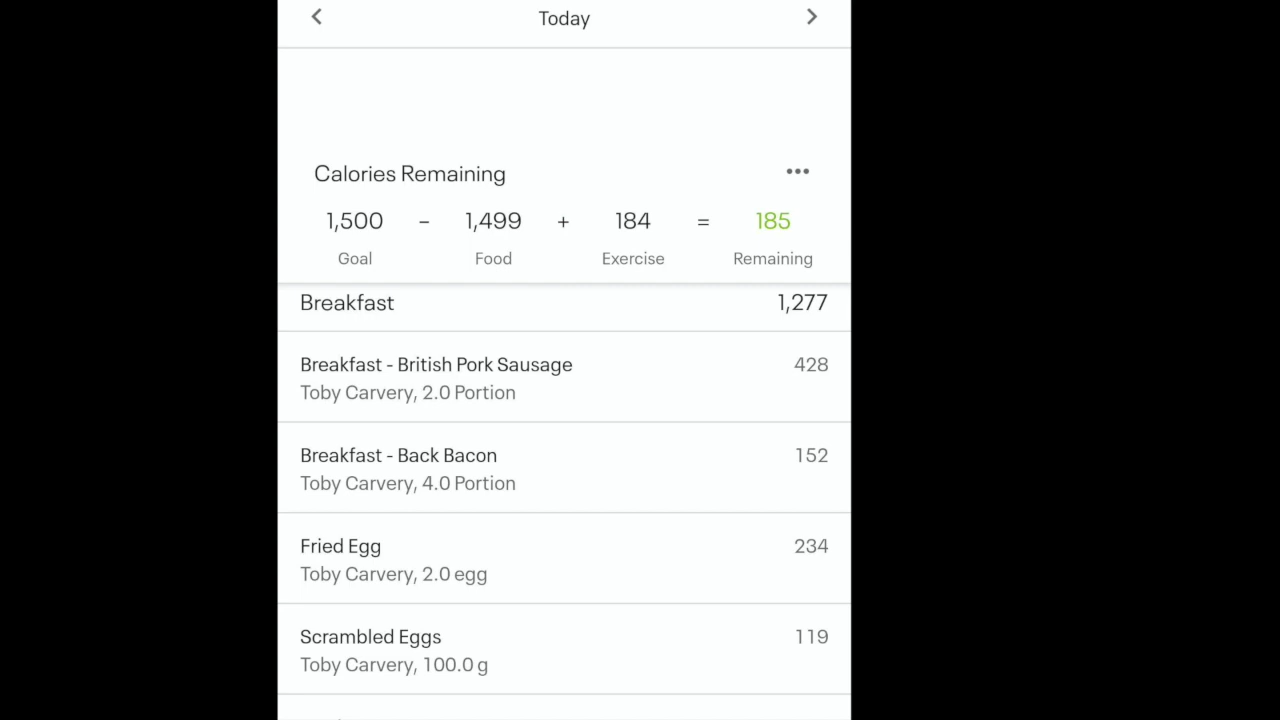 Today
Calories Remaining
1,500 - 1,499 + 184 = 185
Goal Food Exercise Remaining
Breakfast 1,277
Breakfast - British Pork Sausage 428
Toby Carvery, 2.0 Portion
Breakfast - Back Bacon 152
Toby Carvery, 4.0 Portion
Fried Egg 234
Toby Carvery, 2.0 egg
Scrambled Eggs 119
Toby Carvery, 100.0 g